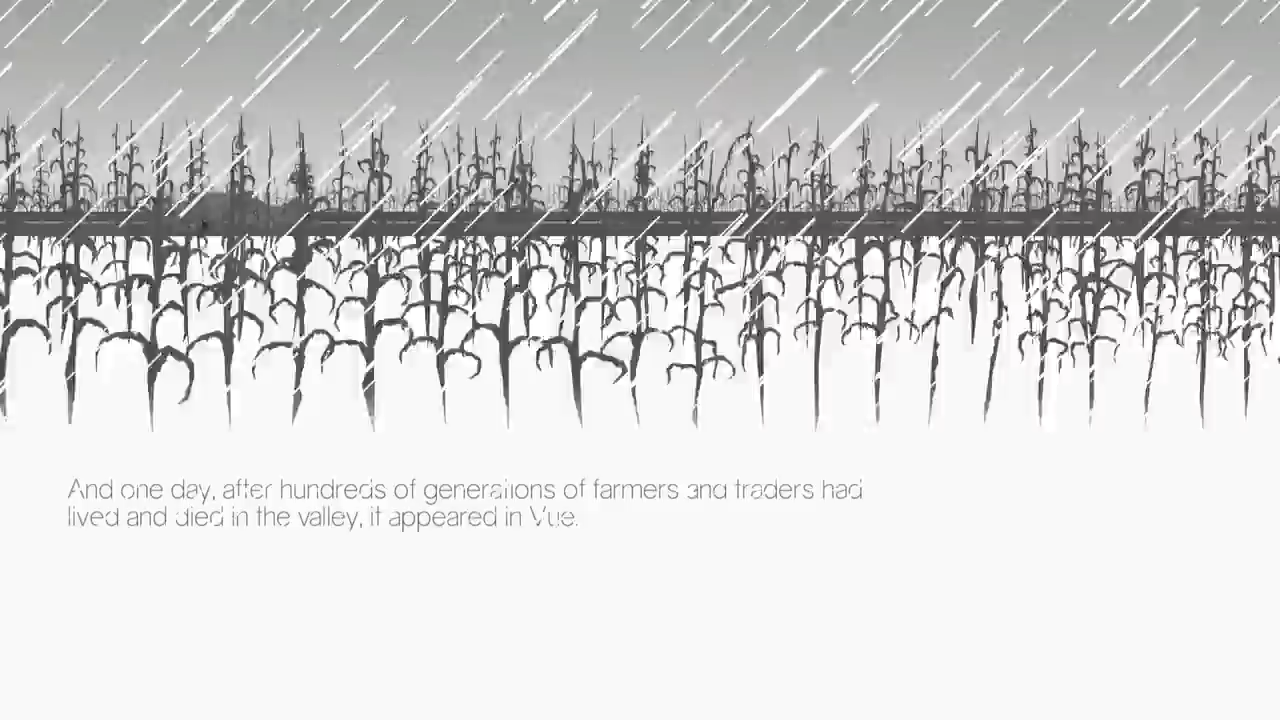 And one day, after hundreds of generations of farmers and traders had
lived and died in the valley, it appeared in Vue.